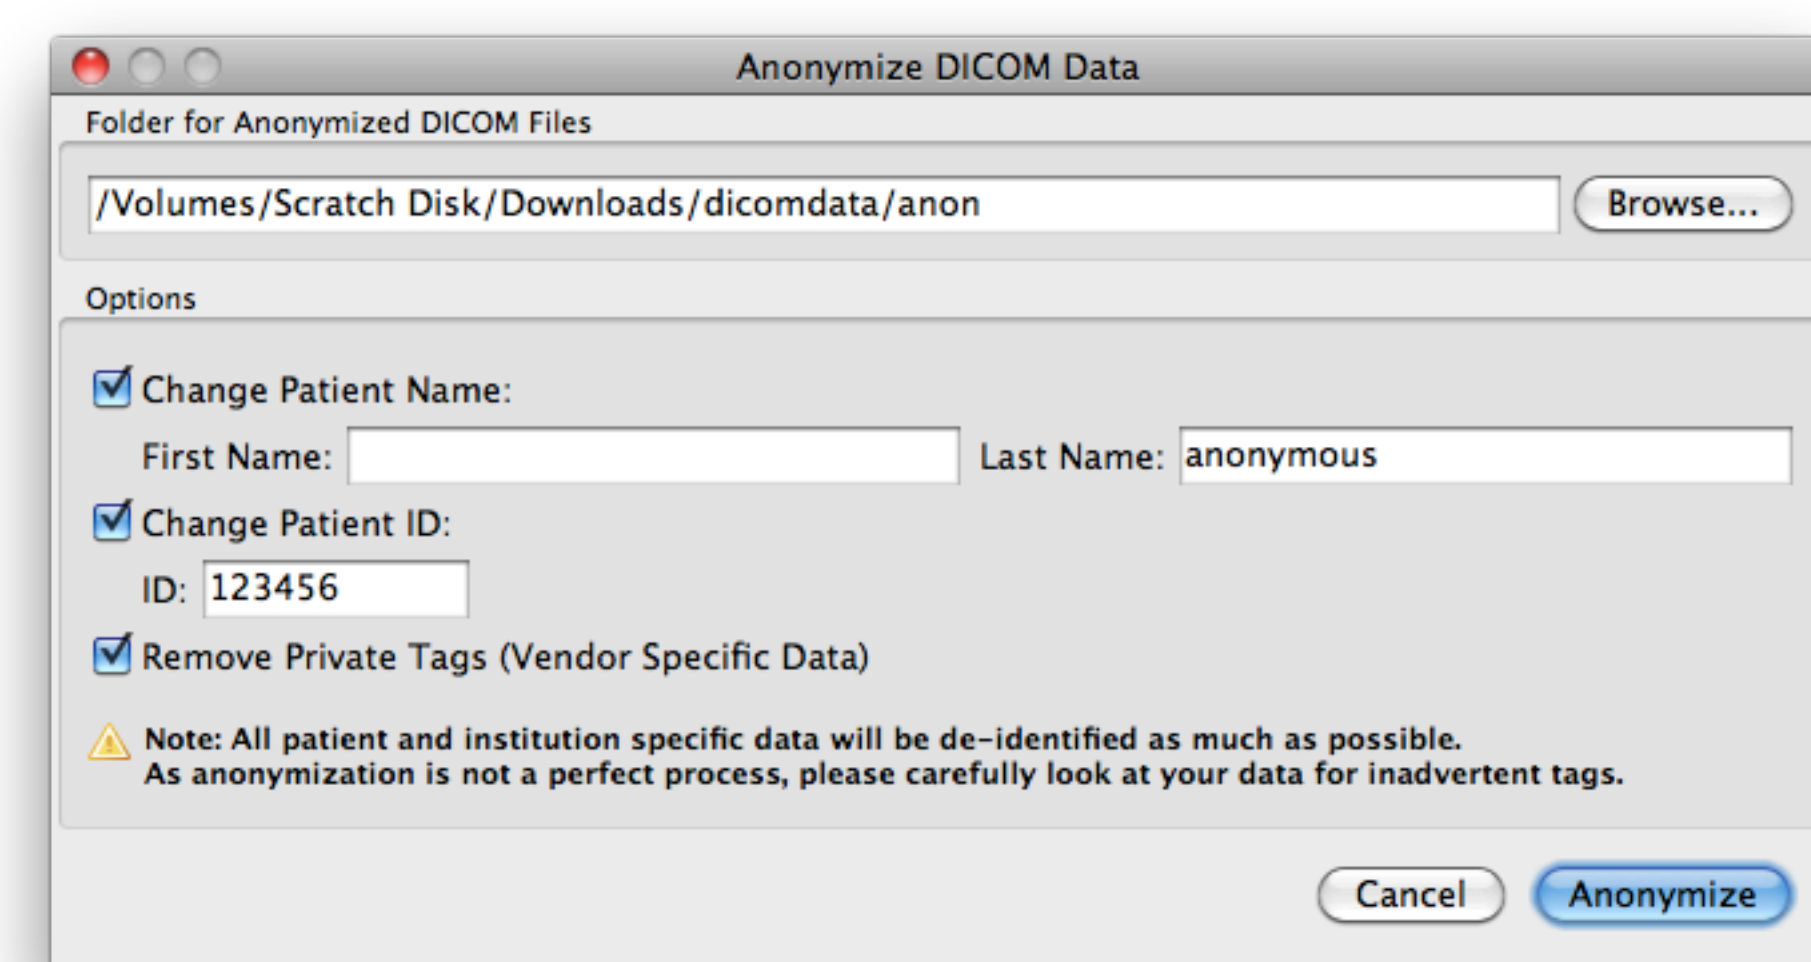 Anonymize DICOM Data
Folder for Anonymized DICOM Files
/Volumes/Scratch Disk/Downloads/dicomdata/anon Browse...
Options
Change Patient Name:
First Name: Last Name: anonymous
Change Patient ID:
ID: 123456
Remove Private Tags (Vendor Specific Data)
Note: All patient and institution specific data will be de-identified as much as possible.
As anonymization is not a perfect process, please carefully look at your data for inadvertent tags.
Cancel Anonymize